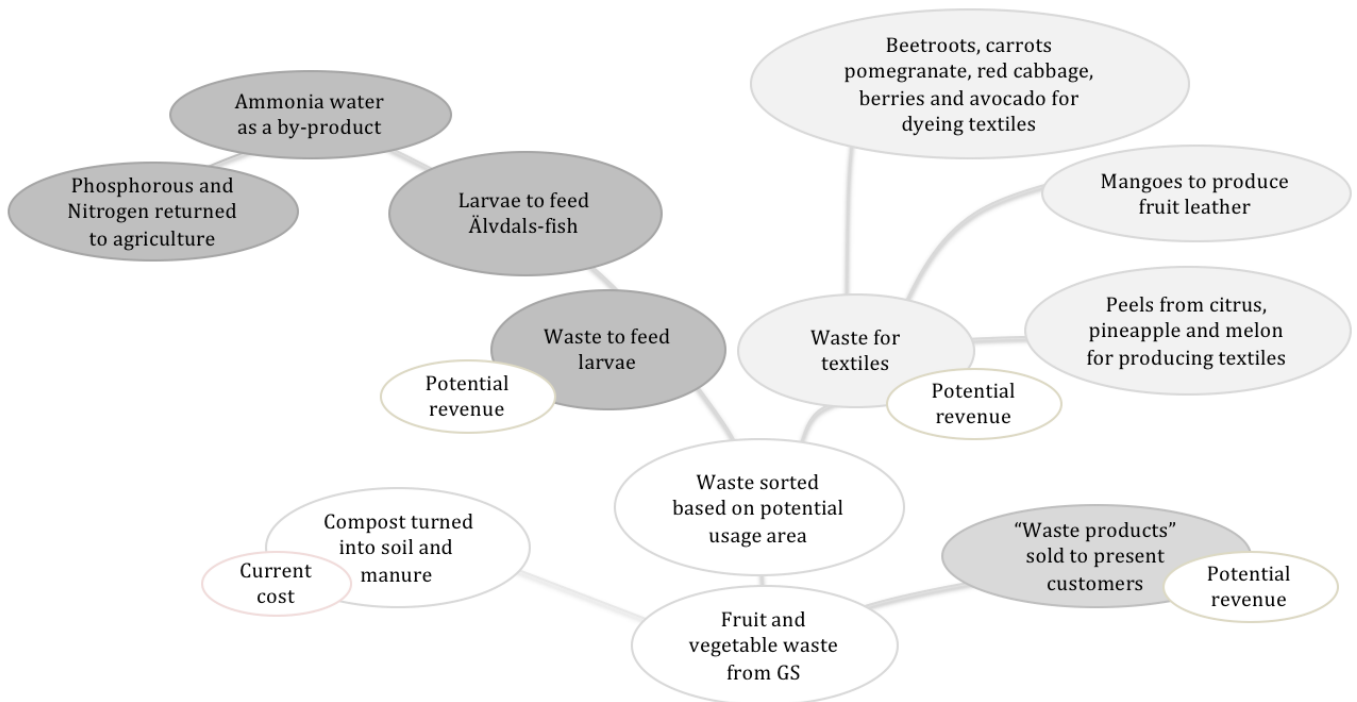 Beetroots, carrots
pomegranate, red cabbage,
berries and avocado for
dyeing textiles
Ammonia water
as a by-product
Phosphorous and
Nitrogen returned
to agriculture
Larvae to feed
Älvdals-fish
Mangoes to produce
fruit leather
Peels from citrus,
pineapple and melon
for producing textiles
Waste to feed
larvae
Potential
revenue
Waste for
textiles
Potential
revenue
Waste sorted
based on potential
usage area
Compost turned
into soil and
manure
Current
cost
“Waste products”
sold to present
customers
Potential
revenue
Fruit and
vegetable waste
from GS